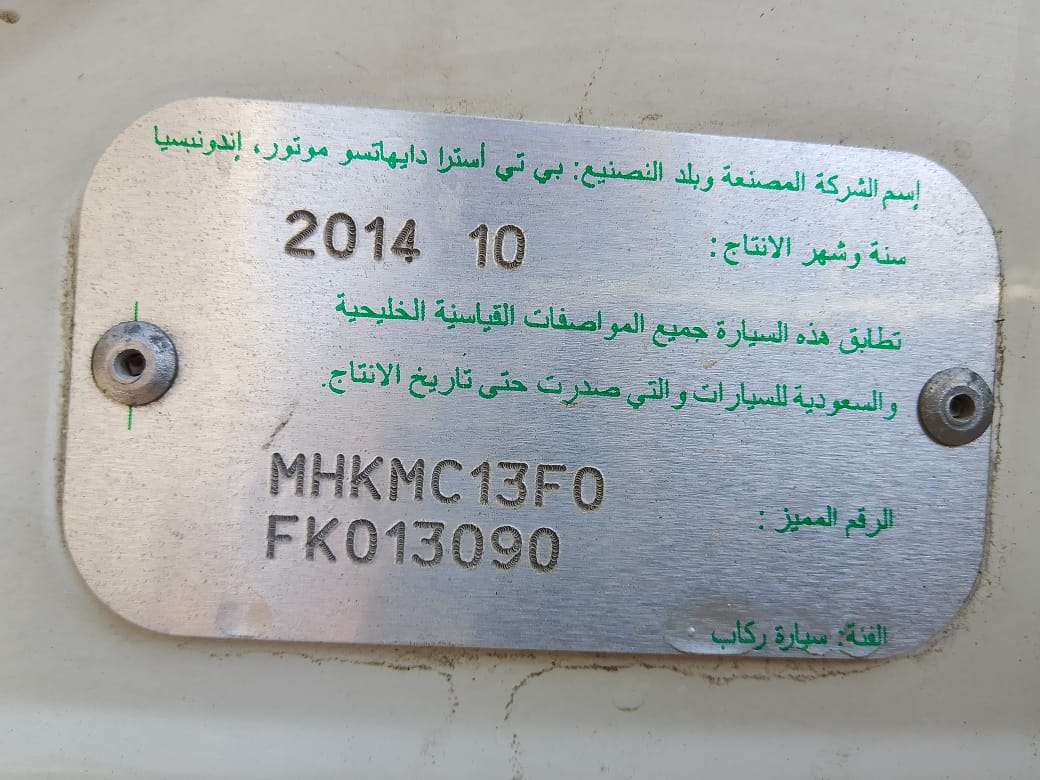 إسم الشركة المصنعة وبلد التصنيع: بي تي أسترا دايهاتسو موتور، إندونيسيا
سنة وشهر الانتاج: 2014 10
تطابق هذه السيارة جميع المواصفات القياسية الخليجية
والسعودية للسيارات والتي صدرت حتى تاريخ الانتاج.
الرقم المميز: MHKMC13F0
FK013090
الفئة: سيارة ركاب